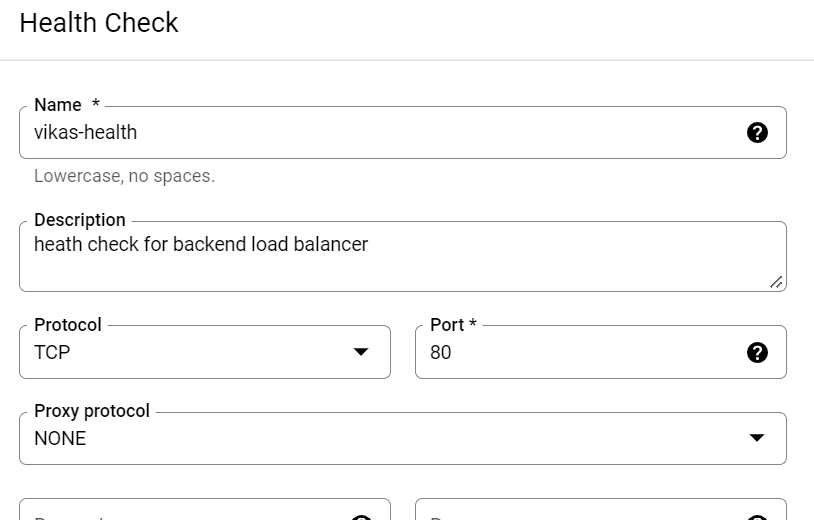 Health Check
Name *
vikas-health
Lowercase, no spaces.
Description
heath check for backend load balancer
Protocol
TCP
Port *
80
Proxy protocol
NONE